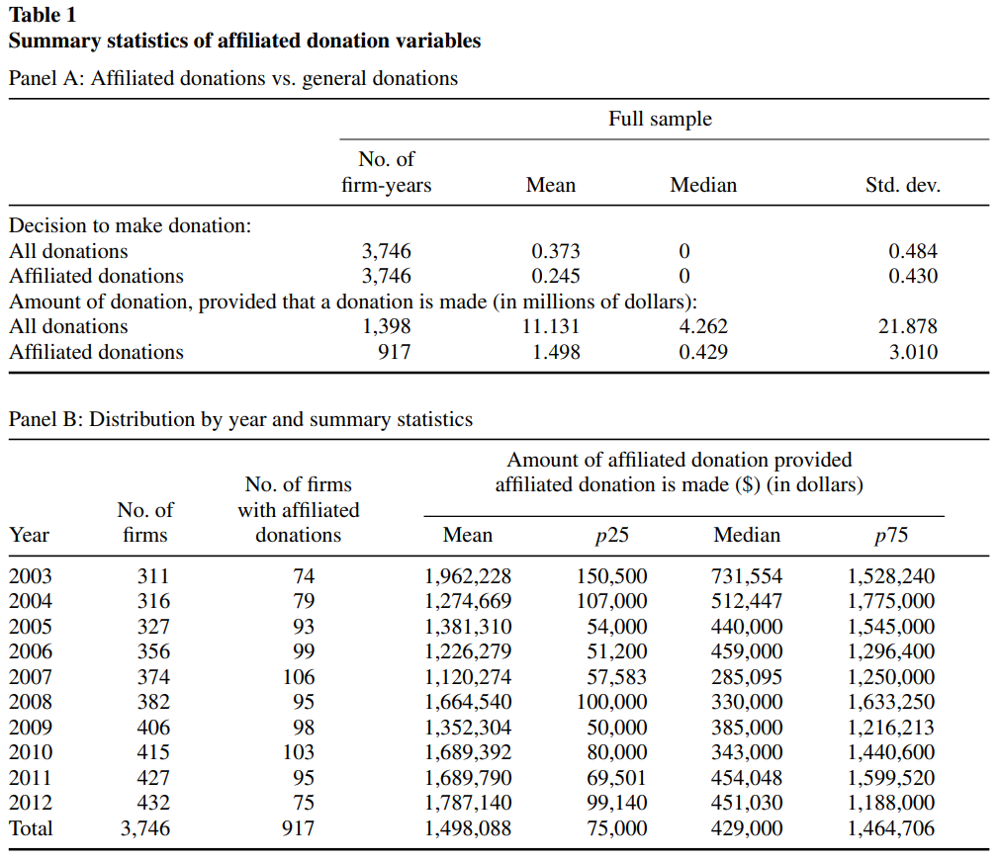 Table 1
Summary statistics of affiliated donation variables
Panel A: Affiliated donations vs. general donations
Full sample
No. of
firm-years Mean Median Std. dev.
Decision to make donation:
All donations 3,746 0.373 0 0.484
Affiliated donations 3,746 0.245 0 0.430
Amount of donation, provided that a donation is made (in millions of dollars):
All donations 1,398 11.131 4.262 21.878
Affiliated donations 917 1.498 0.429 3.010
Panel B: Distribution by year and summary statistics
Amount of affiliated donation provided
No. of firms affiliated donation is made ($) (in dollars)
No. of with affiliated
Year firms donations Mean p25 Median p75
2003 311 74 1,962,228 150,500 731,554 1,528,240
2004 316 79 1,274,669 107,000 512,447 1,775,000
2005 327 93 1,381,310 54,000 440,000 1,545,000
2006 356 99 1,226,279 51,200 459,000 1,296,400
2007 374 106 1,120,274 57,583 285,095 1,250,000
2008 382 95 1,664,540 100,000 330,000 1,633,250
2009 406 98 1,352,304 50,000 385,000 1,216,213
2010 415 103 1,689,392 80,000 343,000 1,440,600
2011 427 95 1,689,790 69,501 454,048 1,599,520
2012 432 75 1,787,140 99,140 451,030 1,188,000
Total 3,746 917 1,498,088 75,000 429,000 1,464,706